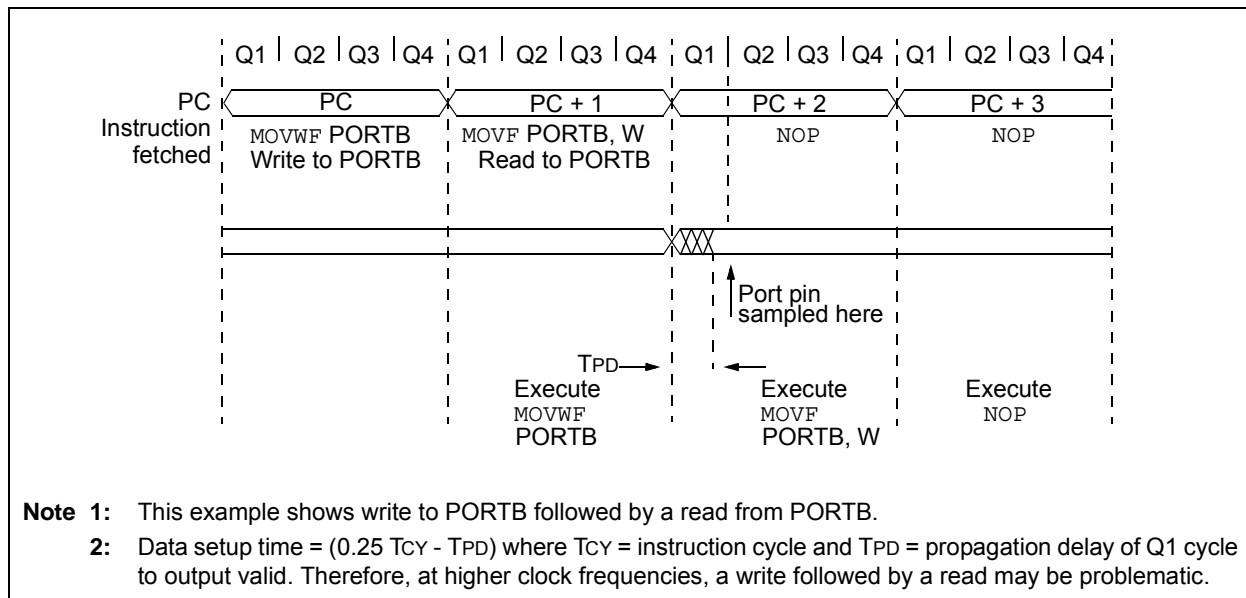 Q1 Q2 Q3 Q4 Q1 Q2 Q3 Q4 Q1 Q2 Q3 Q4 Q1 Q2 Q3 Q4
PC PC PC + 1 PC + 2 PC + 3
Instruction MOVWF PORTB MOVF PORTB, W NOP NOP
fetched Write to PORTB Read to PORTB
Port pin
sampled here
TPD
Execute Execute Execute
MOVWF MOVF NOP
PORTB PORTB, W
Note 1: This example shows write to PORTB followed by a read from PORTB.
2: Data setup time = (0.25 TCY - TPD) where TCY = instruction cycle and TPD = propagation delay of Q1 cycle
to output valid. Therefore, at higher clock frequencies, a write followed by a read may be problematic.